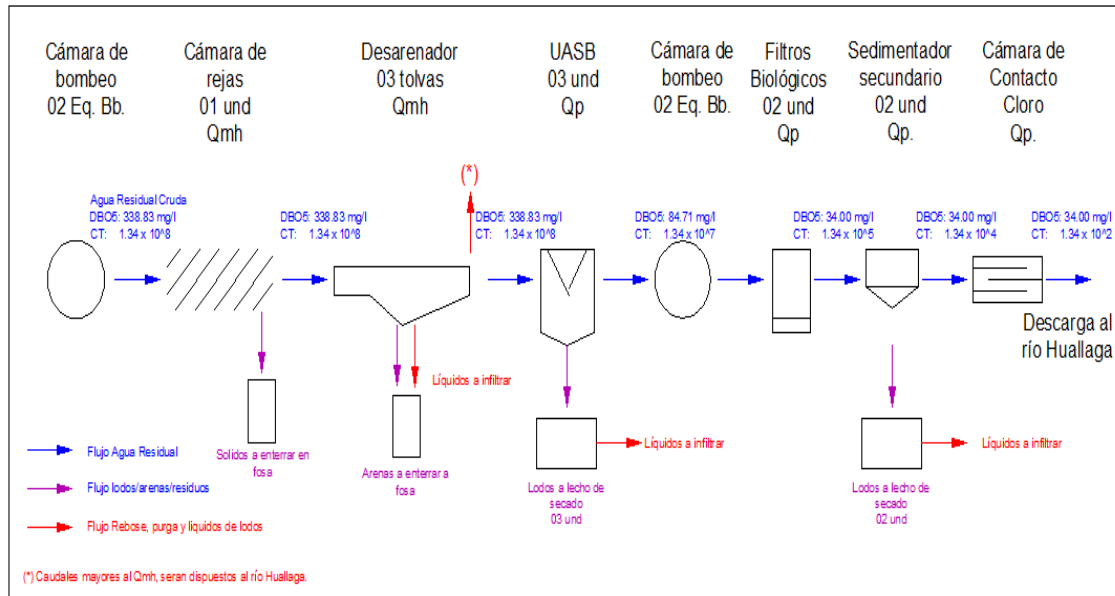 Cámara de
bombeo
02 Eq. Bb.
Cámara de
rejas
01 und
Qmh
Desarenador
03 tolvas
Qmh
UASB
03 und
Qp
Cámara de
bombeo
02 Eq. Bb.
Filtros
Biológicos
02 und
Qp
Sedimentador
secundario
02 und
Qp.
Cámara de
Contacto
Cloro
Qp.
(*)
Agua Residual Cruda
DBO5: 338.83 mg/l
CT: 1.34 x 10^8
DBO5: 338.83 mg/l
CT: 1.34 x 10^8
DBO5: 338.83 mg/l
CT: 1.34 x 10^8
DBO5: 84.71 mg/l
CT: 1.34 x 10^7
DBO5: 34.00 mg/l
CT: 1.34 x 10^5
DBO5: 34.00 mg/l
CT: 1.34 x 10^4
DBO5: 34.00 mg/l
CT: 1.34 x 10^2
Descarga al
río Huallaga
Líquidos a infiltrar
Solidos a enterrar en
fosa
Arenas a enterrar a
fosa
Líquidos a infiltrar
Lodos a lecho de
secado
03 und
Líquidos a infiltrar
Lodos a lecho de
secado
02 und
Flujo Agua Residual
Flujo lodos/arenas/residuos
Flujo Rebose, purga y liquidos de lodos
(*) Caudales mayores al Qmh, seran dispuestos al río Huallaga.